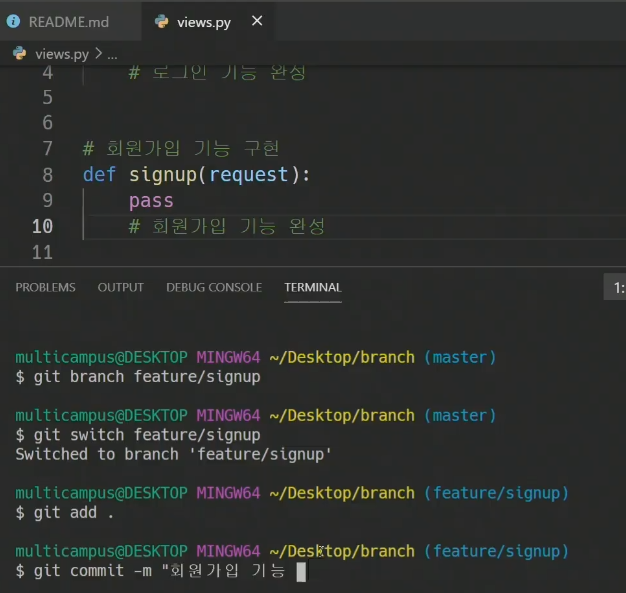 README.md views.py
views.py > ...
4 # 로그인 기능 완성
5
6
7 # 회원가입 기능 구현
8 def signup(request):
9 pass
10 # 회원가입 기능 완성
11
PROBLEMS OUTPUT DEBUG CONSOLE TERMINAL 1:
multicampus@DESKTOP MINGW64 ~/Desktop/branch (master)
$ git branch feature/signup
multicampus@DESKTOP MINGW64 ~/Desktop/branch (master)
$ git switch feature/signup
Switched to branch 'feature/signup'
multicampus@DESKTOP MINGW64 ~/Desktop/branch (feature/signup)
$ git add .
multicampus@DESKTOP MINGW64 ~/Desktop/branch (feature/signup)
$ git commit -m "회원가입 기능